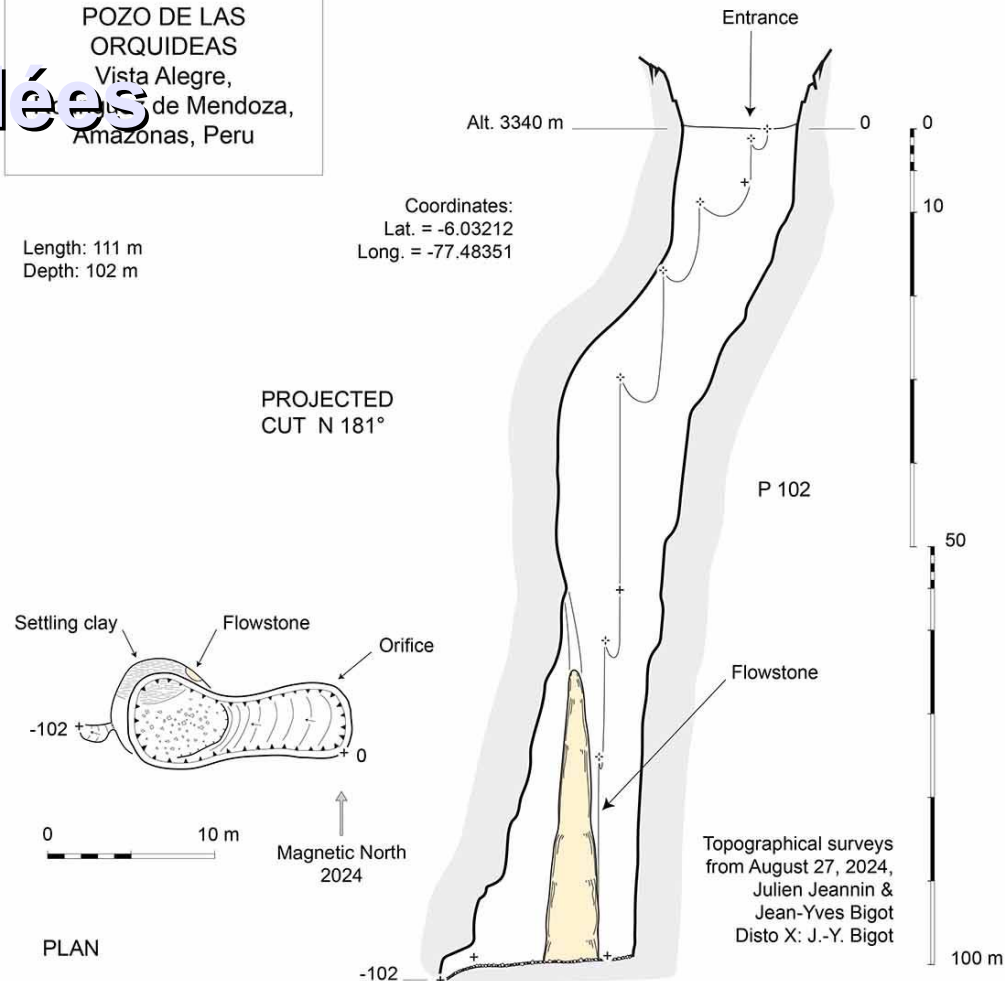 POZO DE LAS
ORQUIDEAS
Vista Alegre,
de Mendoza,
Amazonas, Peru
ées
Length: 111 m
Depth: 102 m
Entrance
Alt. 3340 m
0
0
10
50
100 m
Coordinates:
Lat. = -6.03212
Long. = -77.48351
PROJECTED
CUT N 181°
P 102
Settling clay
Flowstone
Orifice
-102
0
0
10 m
Magnetic North
2024
PLAN
Flowstone
Topographical surveys
from August 27, 2024,
Julien Jeannin &
Jean-Yves Bigot
Disto X: J.-Y. Bigot
-102